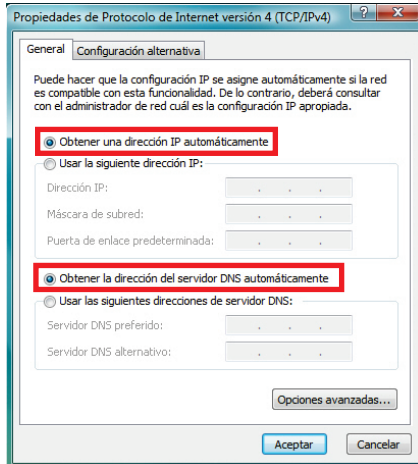 Propiedades de Protocolo de Internet versión 4 (TCP/IPv4)
General
Configuración alternativa
Puede hacer que la configuración IP se asigne automáticamente si la red
es compatible con esta funcionalidad. De lo contrario, deberá consultar
con el administrador de red cuál es la configuración IP apropiada.
Obtener una dirección IP automáticamente
Usar la siguiente dirección IP:
Dirección IP:
Máscara de subred:
Puerta de enlace predeterminada:
Obtener la dirección del servidor DNS automáticamente
Usar las siguientes direcciones de servidor DNS:
Servidor DNS preferido:
Servidor DNS alternativo:
Opciones avanzadas...
Aceptar
Cancelar